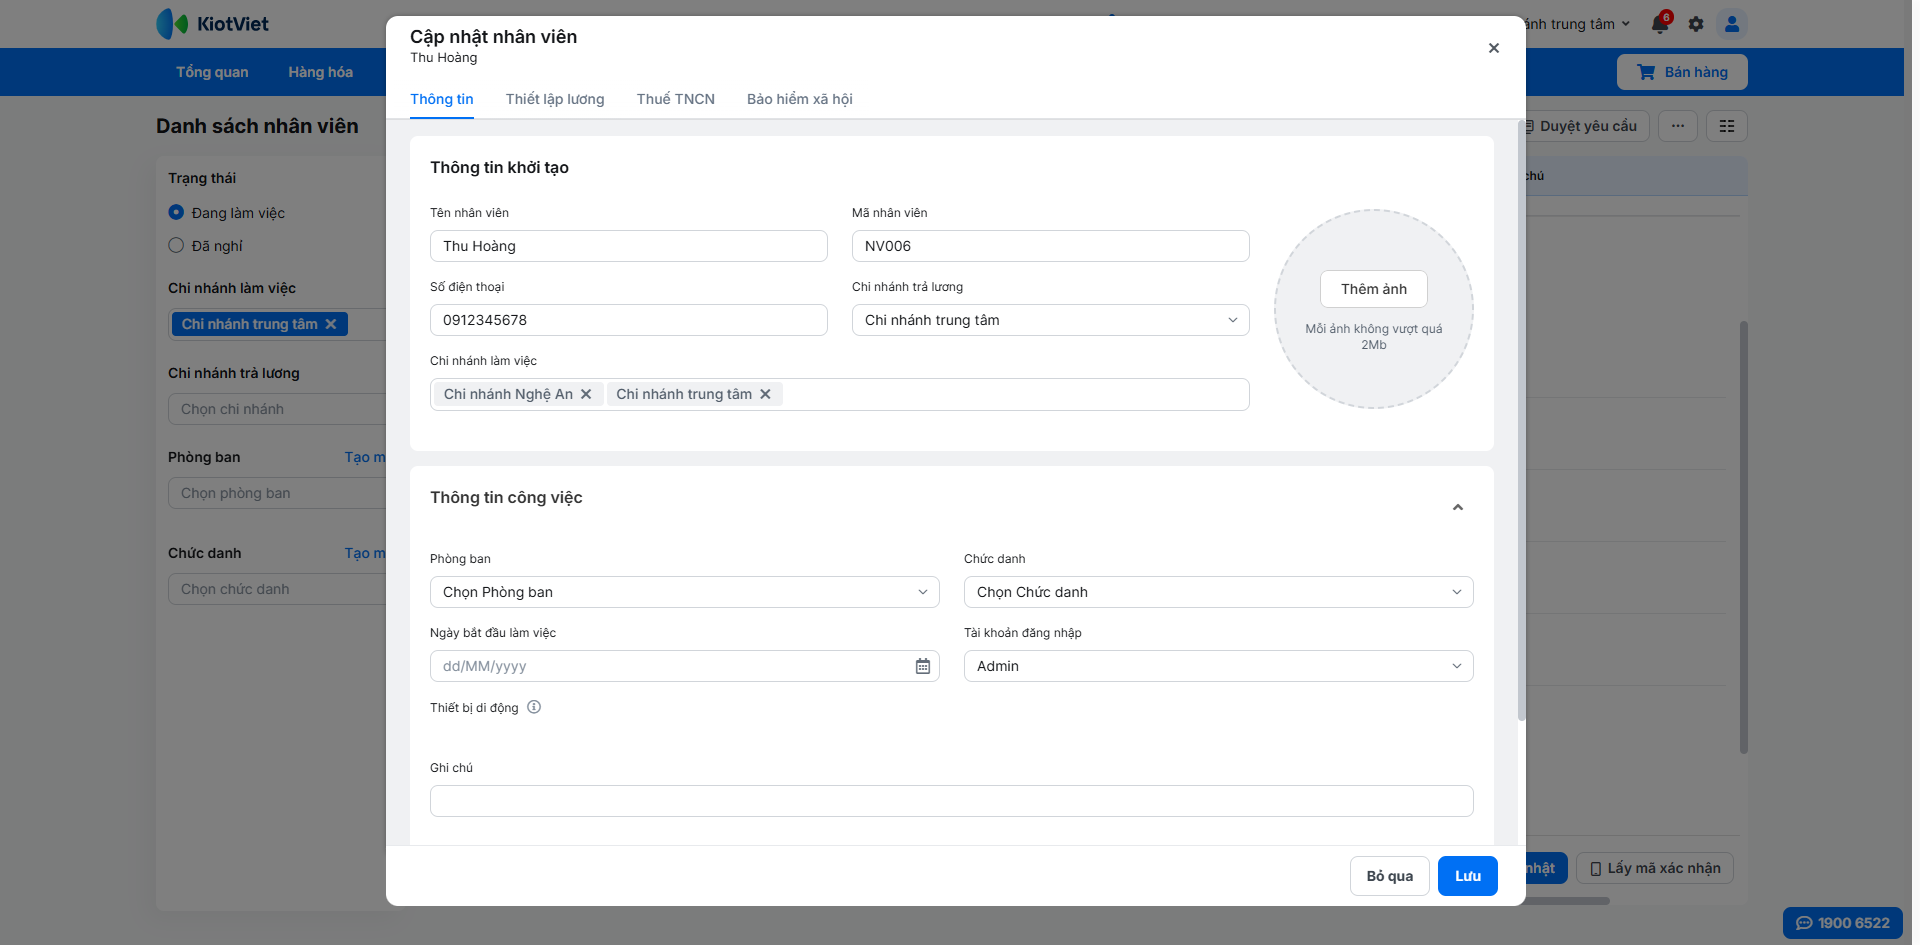 KiotViet
ánh trung tâm
6
Tổng quan
Hàng hóa
Bán hàng
Danh sách nhân viên
Duyệt yêu cầu
chú
Trạng thái
Đang làm việc
Đã nghỉ
Chi nhánh làm việc
Chi nhánh trung tâm
Chi nhánh trả lương
Chọn chi nhánh
Phòng ban
Tạo m
Chọn phòng ban
Chức danh
Tạo m
Chọn chức danh
Cập nhật nhân viên
Thu Hoàng
Thông tin
Thiết lập lương
Thuế TNCN
Bảo hiểm xã hội
Thông tin khởi tạo
Tên nhân viên
Mã nhân viên
Thu Hoàng
NV006
Số điện thoại
Chi nhánh trả lương
0912345678
Chi nhánh trung tâm
Chi nhánh làm việc
Chi nhánh Nghệ An
Chi nhánh trung tâm
Thêm ảnh
Mỗi ảnh không vượt quá
2Mb
Thông tin công việc
Phòng ban
Chức danh
Chọn Phòng ban
Chọn Chức danh
Ngày bắt đầu làm việc
Tài khoản đăng nhập
dd/MM/yyyy
Admin
Thiết bị di động
Ghi chú
Bỏ qua
Lưu
nhật
Lấy mã xác nhận
1900 6522